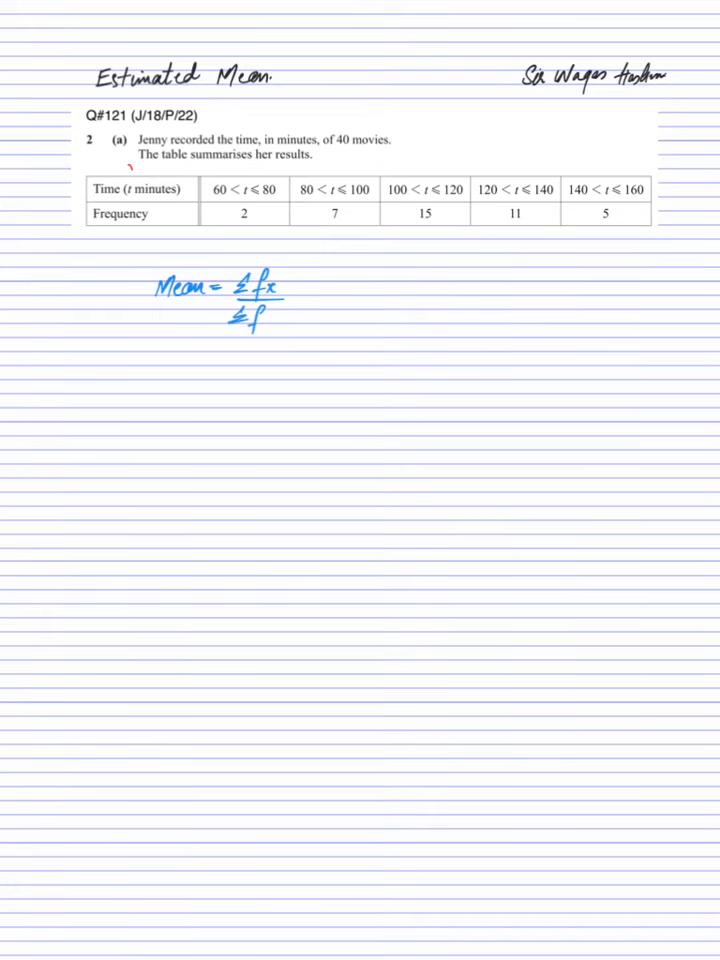 Estimated Mean.
Sir Waqas Hashim
Q#121 (J/18/P/22)
2 (a) Jenny recorded the time, in minutes, of 40 movies.
The table summarises her results.
Time (t minutes) 60 < t ⩽ 80 80 < t ⩽ 100 100 < t ⩽ 120 120 < t ⩽ 140 140 < t ⩽ 160
Frequency 2 7 15 11 5
Mean = Σfx
Σf